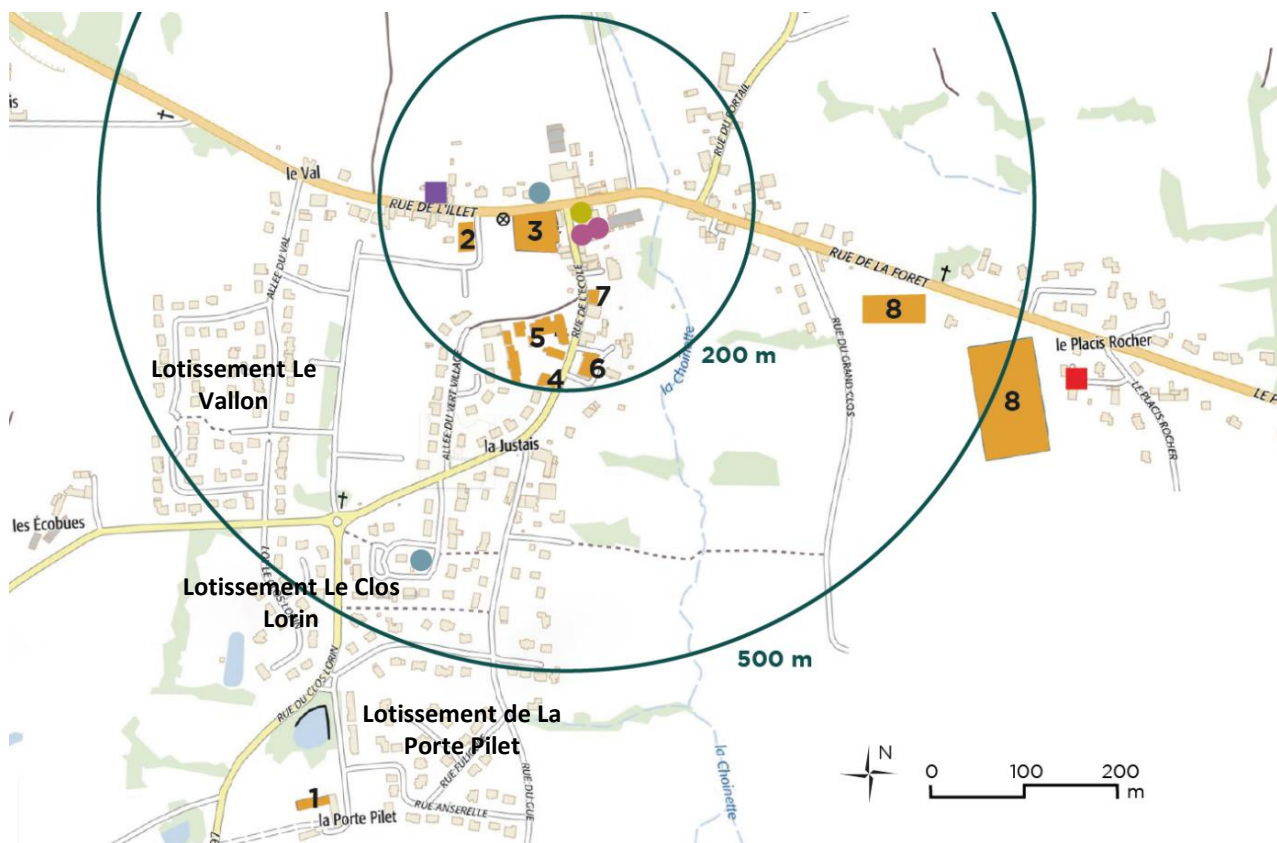 is
le Val
RUE DE L'ILLET
RUE DU PORTAIL
2
3
RUE DE LA FORET
ALLEE DU VAL
RUE DE L'ECOLE
7
8
5
la Choinette
le Placis Rocher
200 m
6
4
Lotissement Le
Vallon
ALLEE DU VERT VILLAGE
RUE DU GRAND CLOS
8
LE PLACIS ROCHER
la Justais
les Écobues
Lotissement Le Clos
Lorin
500 m
RUE DU CLOS LORIN
Lotissement de La
Porte Pilet
la Choinette
RUE DU GUE
N
0 100 200
m
1
la Porte Pilet
RUE ANSERELLE